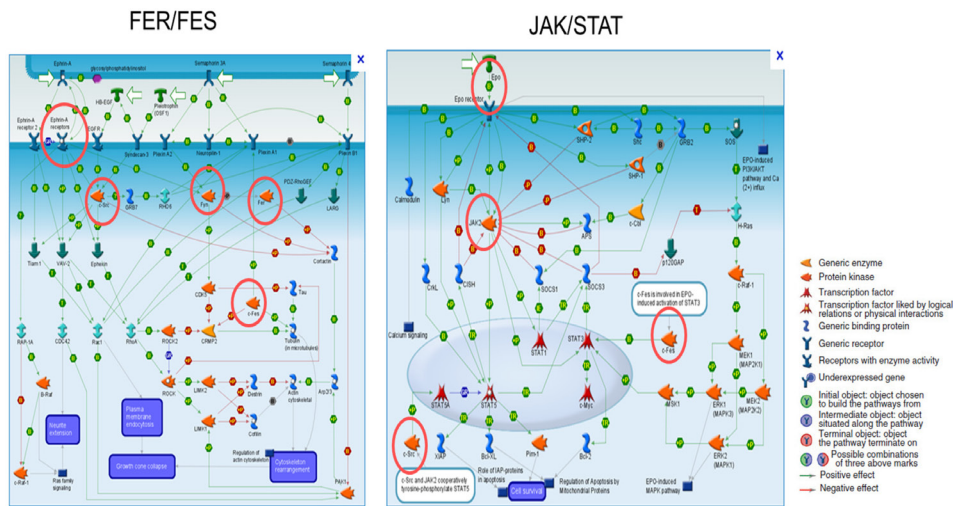 FER/FES
JAK/STAT
x
x
Ephrin-A
glycosylphosphatidylinositol
Semaphorin 3A
Semaphorin 4
HB-EGF
Pleiotrophin
(OSF1)
Ephrin-A
receptor 2
Ephrin-A
receptors
EGFR
Syndecan 3
Plexin A2
Neuropilin-1
Plexin A1
Plexin B1
c-Src
GRB7
RHO6
Fyn
Fer
PDZ-RhoGEF
LARG
Tiam 1
VAV-2
Ephexin
Cortactin
CDK5
Tau
c-Fes
RAP-1A
CDC42
Rac1
RhoA
ROCK2
CRMP2
Tubulin
(in microtubules)
B-Raf
ROCK
LIMK2
Destrin
Actin
cytoskeletal
Arp2/3
LIMK1
Cofilin
Neurite
extension
Plasma
membrane
endocytosis
Growth cone collapse
Regulation of
actin cytoskeleton
Cytoskeleton
rearrangement
c-Raf-1
Ras family
signaling
PAK1
Epo
Epo receptor
SHP-2
Shc
GRB2
SOS
SHP-1
EPO-induced
PI3K/AKT
pathway and Ca
(2+) influx
Calmodulin
Lyn
JAK2
APS
c-Cbl
H-Ras
p120GAP
CrkL
CISH
SOCS1
SOCS3
c-Raf-1
c-Fes is involved in EPO-
induced activation of STAT3
Calcium signaling
STAT1
STAT3
c-Fes
MEK1
(MAP2K1)
STAT5A
STAT5
c-Myc
MSK1
ERK1
(MAPK3)
MEK2
(MAP2K2)
c-Src
XIAP
Bcl-XL
Pim-1
Bcl-2
ERK2
(MAPK1)
c-Src and JAK2 cooperatively
tyrosine-phosphorylate STAT5
Role of IAP-proteins
in apoptosis
Cell survival
Regulation of Apoptosis by
Mitochondrial Proteins
EPO-induced
MAPK pathway
Generic enzyme
Protein kinase
Transcription factor
Transcription factor liked by logical
relations or physical interactions
Generic binding protein
Generic receptor
Receptors with enzyme activity
Underexpressed gene
Initial object: object chosen
to build the pathways from
Intermediate object: object
situated along the pathway
Terminal object: object
the pathway terminate on
Possible combinations
of three above marks
Positive effect
Negative effect